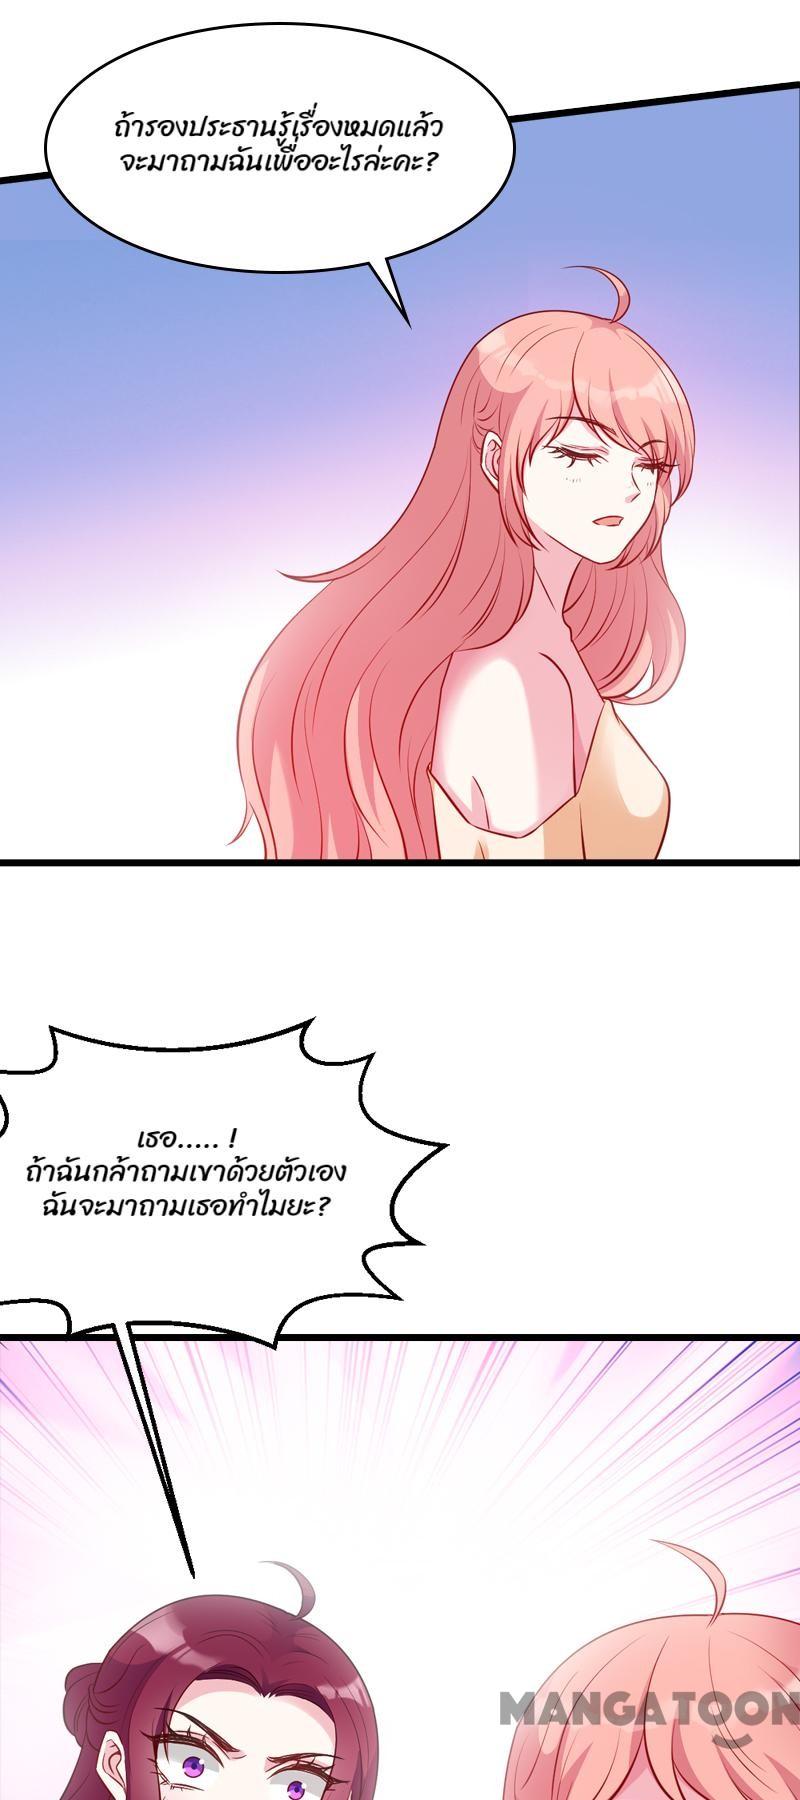 ถ้ารองประธานรู้เรื่องหมดแล้ว
จะมาถามฉันเพื่ออะไรล่ะคะ?
เธอ.....!
ถ้าฉันกล้าถามเขาด้วยตัวเอง
ฉันจะมาถามเธอทำไมยะ?
MANGATOON